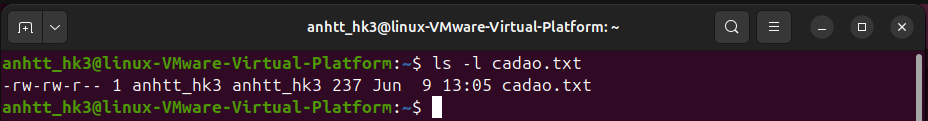 anhtt_hk3@linux-VMware-Virtual-Platform: ~
anhtt_hk3@linux-VMware-Virtual-Platform:~$ ls -l cadao.txt
-rw-rw-r-- 1 anhtt_hk3 anhtt_hk3 237 Jun  9 13:05 cadao.txt
anhtt_hk3@linux-VMware-Virtual-Platform:~$